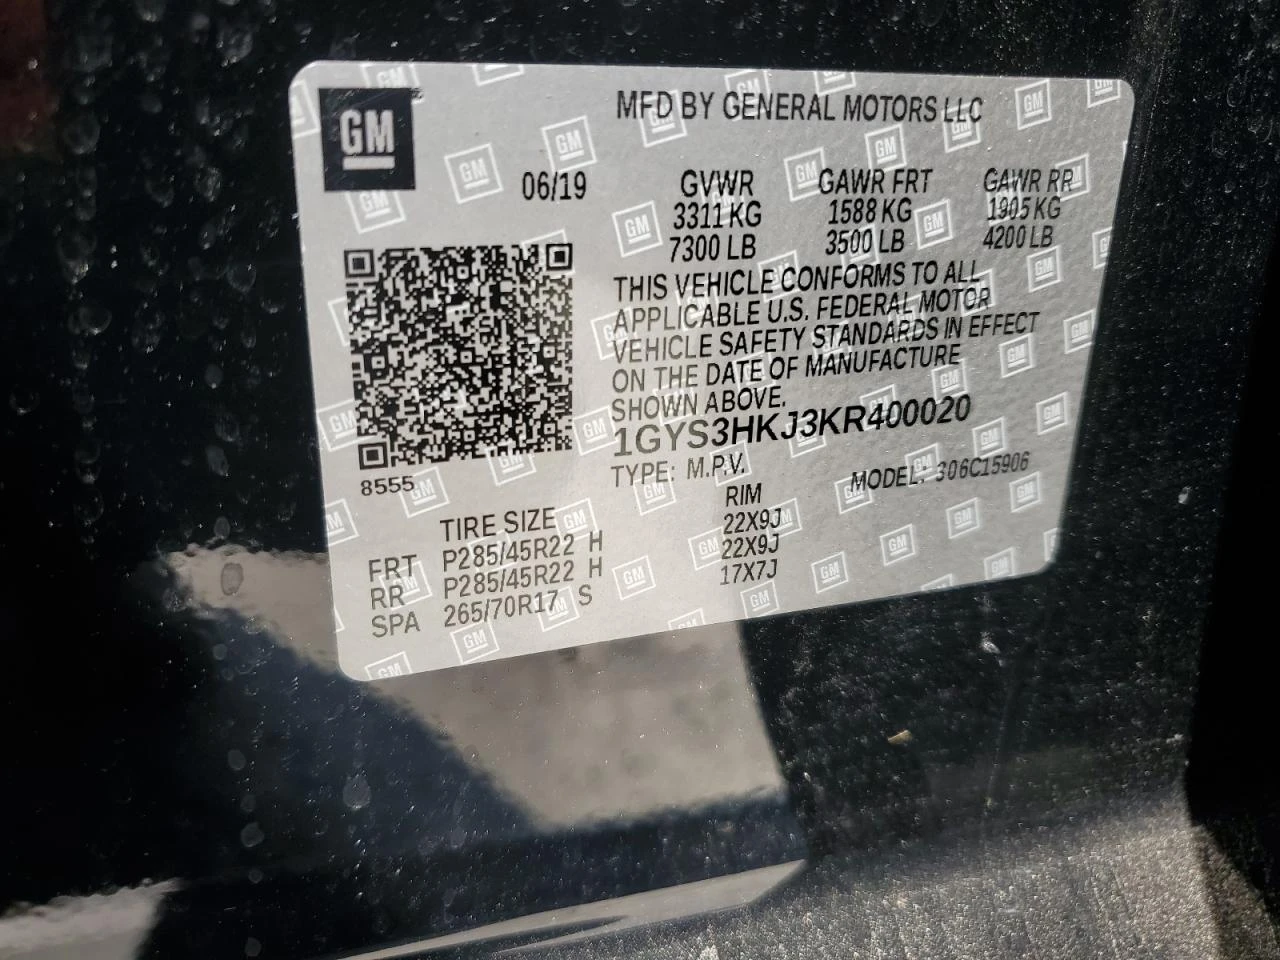 GM
MFD BY GENERAL MOTORS LLC
06/19 GVWR GAWR FRT GAWR RR
3311 KG 1588 KG 1905 KG
7300 LB 3500 LB 4200 LB
THIS VEHICLE CONFORMS TO ALL
APPLICABLE U.S. FEDERAL MOTOR
VEHICLE SAFETY STANDARDS IN EFFECT
ON THE DATE OF MANUFACTURE
SHOWN ABOVE.
1GYS3HKJ3KR400020
TYPE: M.P.V. MODEL: 306C15906
8555
TIRE SIZE RIM
FRT P285/45R22 H 22X9J
RR P285/45R22 H 22X9J
SPA 265/70R17 S 17X7J